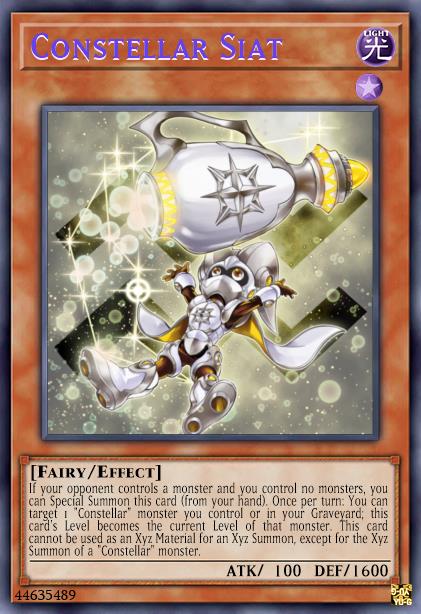 Constellar Siat
LIGHT
光
[Fairy/Effect]
If your opponent controls a monster and you control no monsters, you
can Special Summon this card (from your hand). Once per turn: You can
target 1 "Constellar" monster you control or in your Graveyard; this
card's Level becomes the current Level of that monster. This card
cannot be used as an Xyz Material for an Xyz Summon, except for the Xyz
Summon of a "Constellar" monster.
ATK/ 100 DEF/1600
44635489